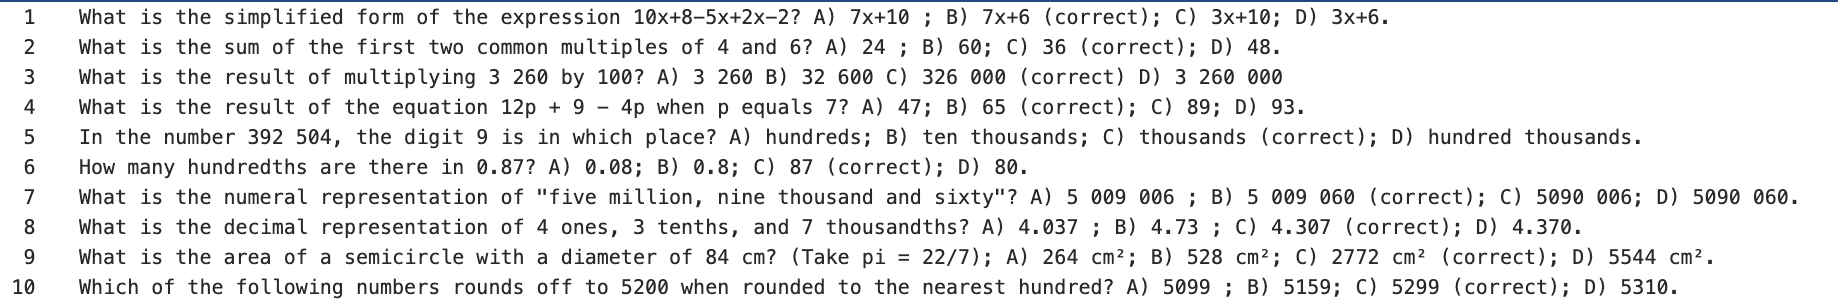 1 What is the simplified form of the expression 10x+8−5x+2x−2? A) 7x+10 ; B) 7x+6 (correct); C) 3x+10; D) 3x+6.
2 What is the sum of the first two common multiples of 4 and 6? A) 24 ; B) 60; C) 36 (correct); D) 48.
3 What is the result of multiplying 3 260 by 100? A) 3 260 B) 32 600 C) 326 000 (correct) D) 3 260 000
4 What is the result of the equation 12p + 9 − 4p when p equals 7? A) 47; B) 65 (correct); C) 89; D) 93.
5 In the number 392 504, the digit 9 is in which place? A) hundreds; B) ten thousands; C) thousands (correct); D) hundred thousands.
6 How many hundredths are there in 0.87? A) 0.08; B) 0.8; C) 87 (correct); D) 80.
7 What is the numeral representation of "five million, nine thousand and sixty"? A) 5 009 006 ; B) 5 009 060 (correct); C) 5090 006; D) 5090 060.
8 What is the decimal representation of 4 ones, 3 tenths, and 7 thousandths? A) 4.037 ; B) 4.73 ; C) 4.307 (correct); D) 4.370.
9 What is the area of a semicircle with a diameter of 84 cm? (Take pi = 22/7); A) 264 cm²; B) 528 cm²; C) 2772 cm² (correct); D) 5544 cm².
10 Which of the following numbers rounds off to 5200 when rounded to the nearest hundred? A) 5099 ; B) 5159; C) 5299 (correct); D) 5310.